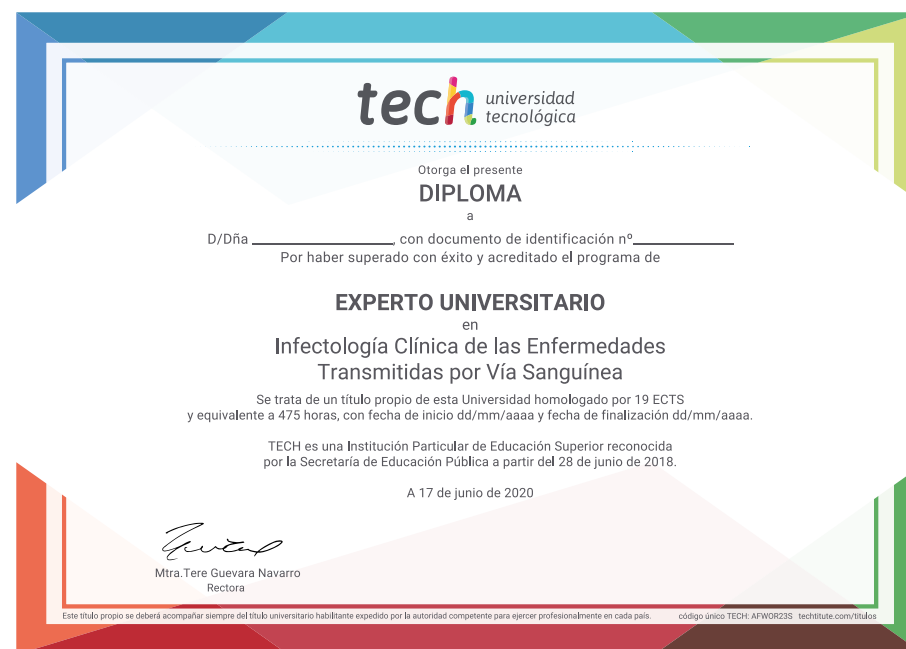 tech universidad
tecnológica
Otorga el presente
DIPLOMA
a
D/Dña ____________, con documento de identificación nº____________
Por haber superado con éxito y acreditado el programa de
EXPERTO UNIVERSITARIO
en
Infectología Clínica de las Enfermedades
Transmitidas por Vía Sanguínea
Se trata de un título propio de esta Universidad homologado por 19 ECTS
y equivalente a 475 horas, con fecha de inicio dd/mm/aaaa y fecha de finalización dd/mm/aaaa.
TECH es una Institución Particular de Educación Superior reconocida
por la Secretaría de Educación Pública a partir del 28 de junio de 2018.
A 17 de junio de 2020
Mtra.Tere Guevara Navarro
Rectora
Este título propio se deberá acompañar siempre del título universitario habilitante expedido por la autoridad competente para ejercer profesionalmente en cada país. código único TECH: AFWOR23S techtitute.com/titulos